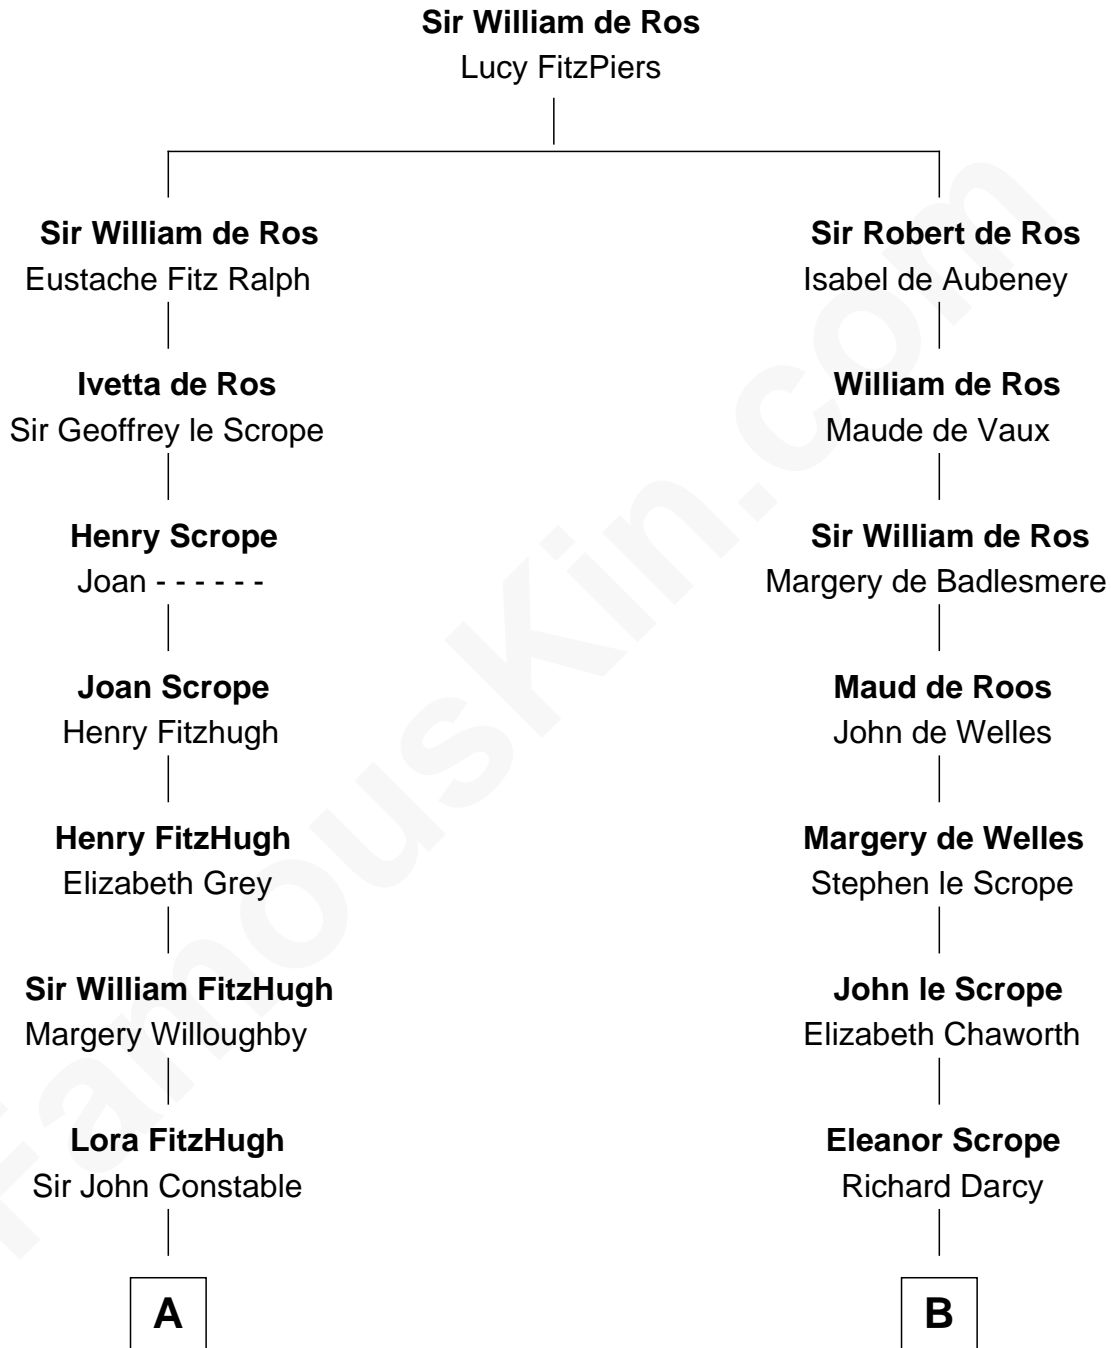 Sir William de Ros
Lucy FitzPiers
Sir William de Ros
Eustache Fitz Ralph
Ivetta de Ros
Sir Geoffrey le Scrope
Henry Scrope
Joan - - - - - -
Joan Scrope
Henry Fitzhugh
Henry FitzHugh
Elizabeth Grey
Sir William FitzHugh
Margery Willoughby
Lora FitzHugh
Sir John Constable
A
Sir Robert de Ros
Isabel de Aubeney
William de Ros
Maude de Vaux
Sir William de Ros
Margery de Badlesmere
Maud de Roos
John de Welles
Margery de Welles
Stephen le Scrope
John le Scrope
Elizabeth Chaworth
Eleanor Scrope
Richard Darcy
B
FamousKin.com